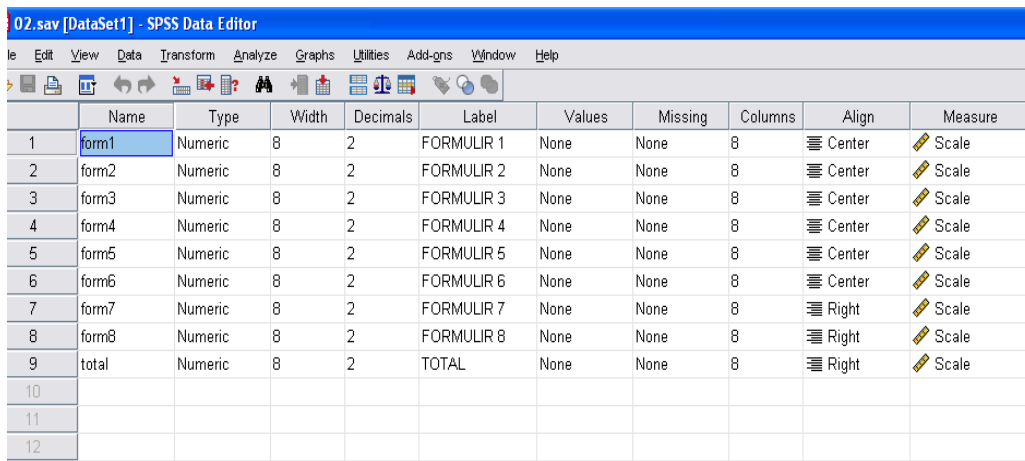 02.sav [DataSet1] - SPSS Data Editor
le Edit View Data Transform Analyze Graphs Utilities Add-ons Window Help
Name Type Width Decimals Label Values Missing Columns Align Measure
1 form1 Numeric 8 2 FORMULIR 1 None None 8 Center Scale
2 form2 Numeric 8 2 FORMULIR 2 None None 8 Center Scale
3 form3 Numeric 8 2 FORMULIR 3 None None 8 Center Scale
4 form4 Numeric 8 2 FORMULIR 4 None None 8 Center Scale
5 form5 Numeric 8 2 FORMULIR 5 None None 8 Center Scale
6 form6 Numeric 8 2 FORMULIR 6 None None 8 Center Scale
7 form7 Numeric 8 2 FORMULIR 7 None None 8 Right Scale
8 form8 Numeric 8 2 FORMULIR 8 None None 8 Right Scale
9 total Numeric 8 2 TOTAL None None 8 Right Scale
10
11
12